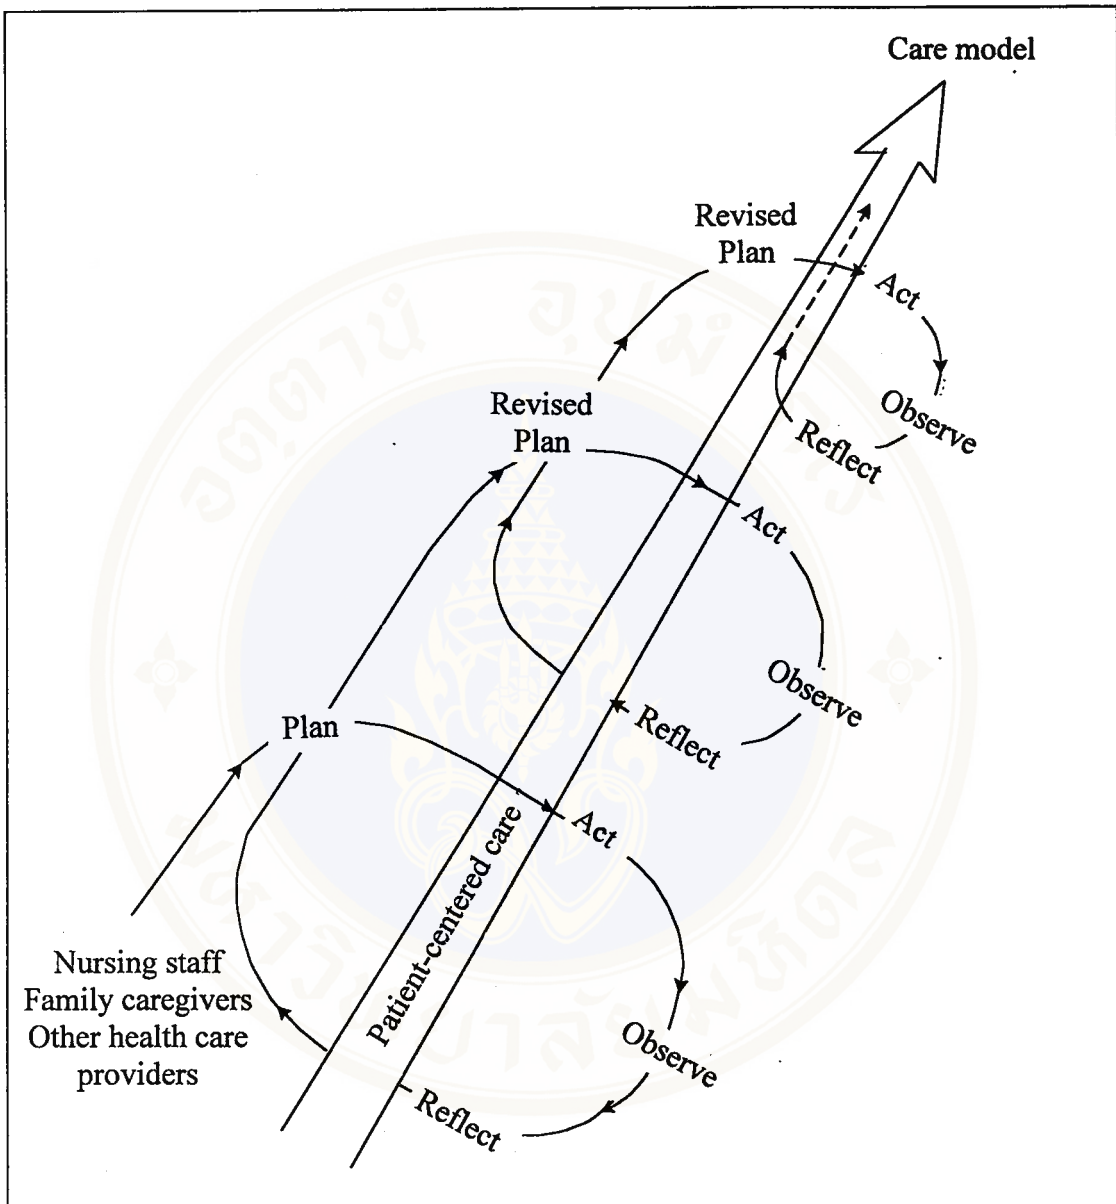 Care model
Revised
Plan
Act
Observe
Reflect
Revised
Plan
Act
Observe
Reflect
Plan
Act
Observe
Reflect
Patient-centered care
Nursing staff
Family caregivers
Other health care
providers